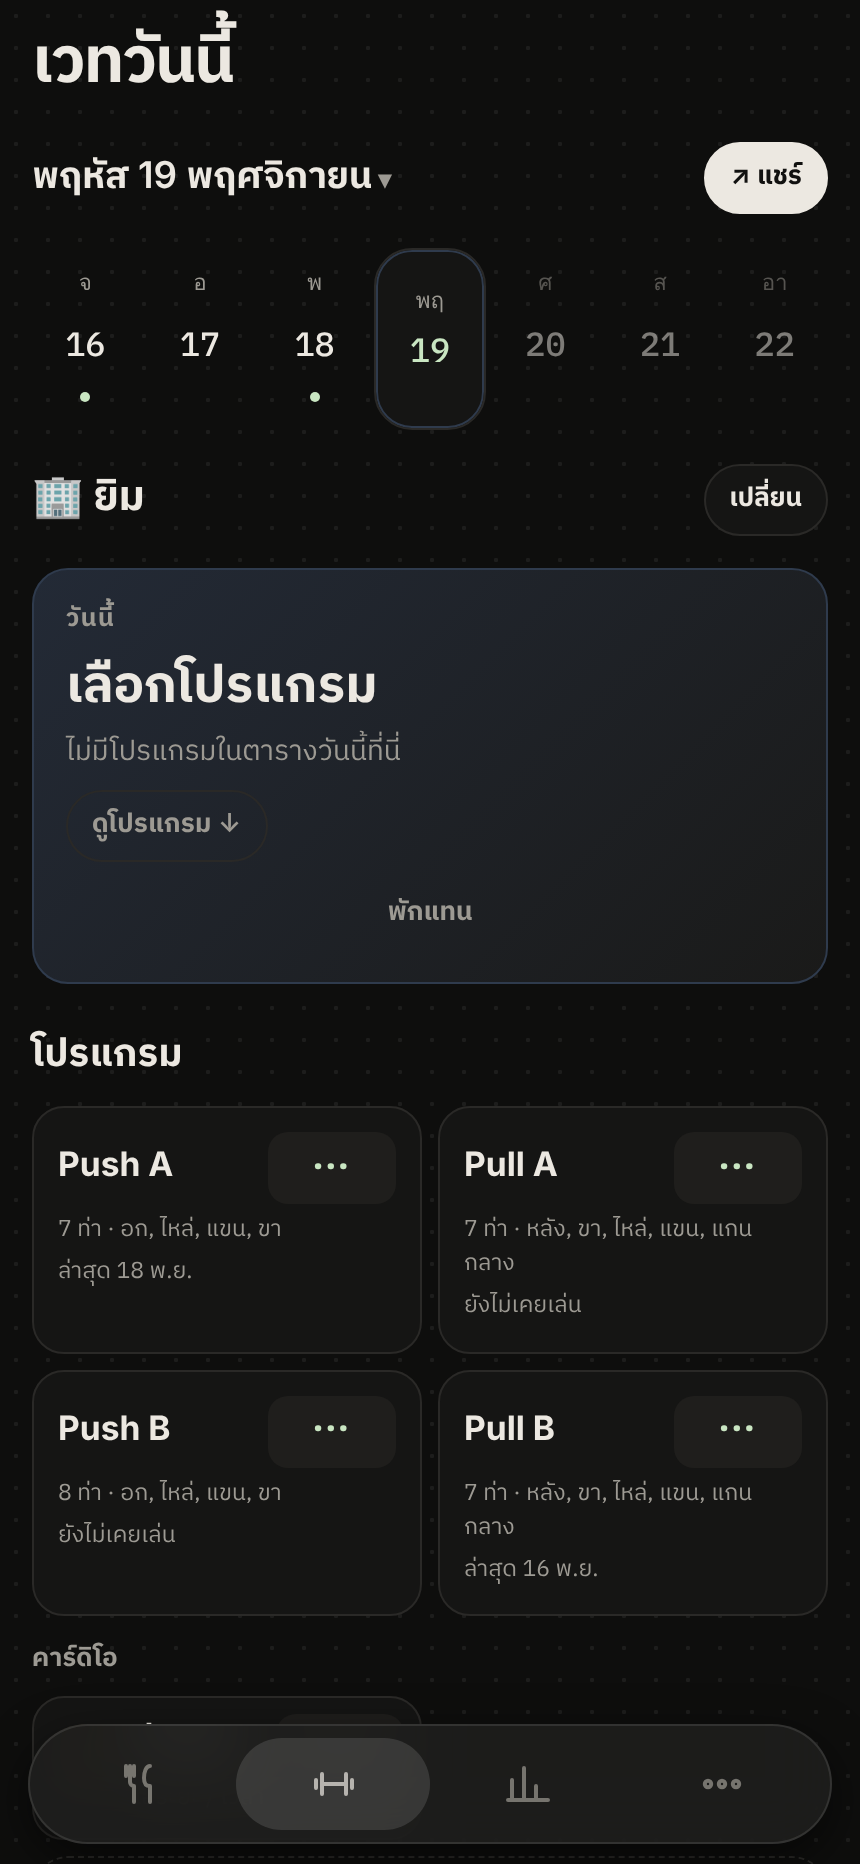 เวทวันนี้
พฤหัส 19 พฤศจิกายน ▾
↗ แชร์
จ อ พ พฤ ศ ส อา
16 17 18 19 20 21 22
🏢 ยิม
เปลี่ยน
วันนี้
เลือกโปรแกรม
ไม่มีโปรแกรมในตารางวันนี้ที่นี่
ดูโปรแกรม ↓
พักแทน
โปรแกรม
Push A
7 ท่า · อก, ไหล่, แขน, ขา
ล่าสุด 18 พ.ย.
Pull A
7 ท่า · หลัง, ขา, ไหล่, แขน, แกน
กลาง
ยังไม่เคยเล่น
Push B
8 ท่า · อก, ไหล่, แขน, ขา
ยังไม่เคยเล่น
Pull B
7 ท่า · หลัง, ขา, ไหล่, แขน, แกน
กลาง
ล่าสุด 16 พ.ย.
คาร์ดิโอ